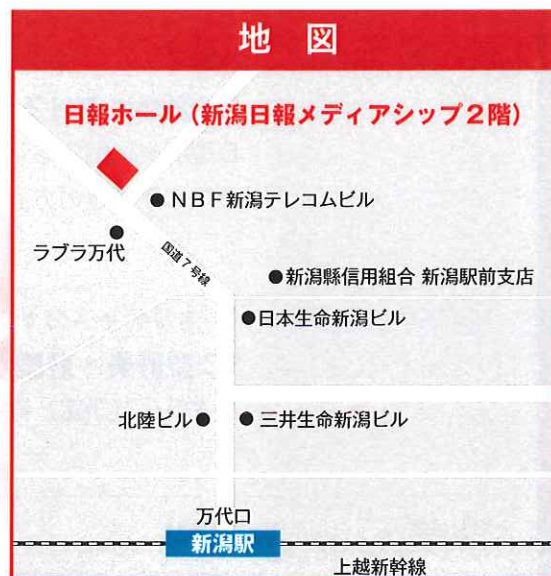 地 図
日報ホール（新潟日報メディアシップ２階）
ＮＢＦ新潟テレコムビル
ラブラ万代
国道７号線
新潟縣信用組合 新潟駅前支店
日本生命新潟ビル
北陸ビル
三井生命新潟ビル
万代口
新潟駅
上越新幹線